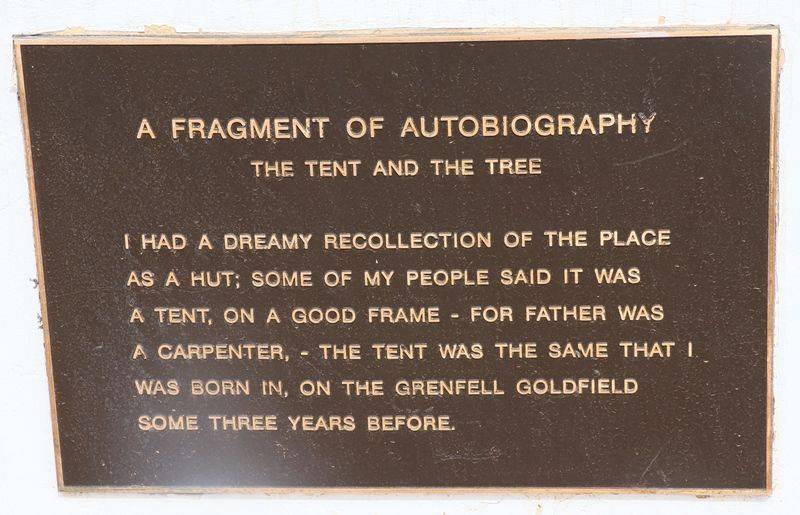 A FRAGMENT OF AUTOBIOGRAPHY
THE TENT AND THE TREE
I HAD A DREAMY RECOLLECTION OF THE PLACE
AS A HUT; SOME OF MY PEOPLE SAID IT WAS
A TENT, ON A GOOD FRAME - FOR FATHER WAS
A CARPENTER, - THE TENT WAS THE SAME THAT I
WAS BORN IN, ON THE GRENFELL GOLDFIELD
SOME THREE YEARS BEFORE.